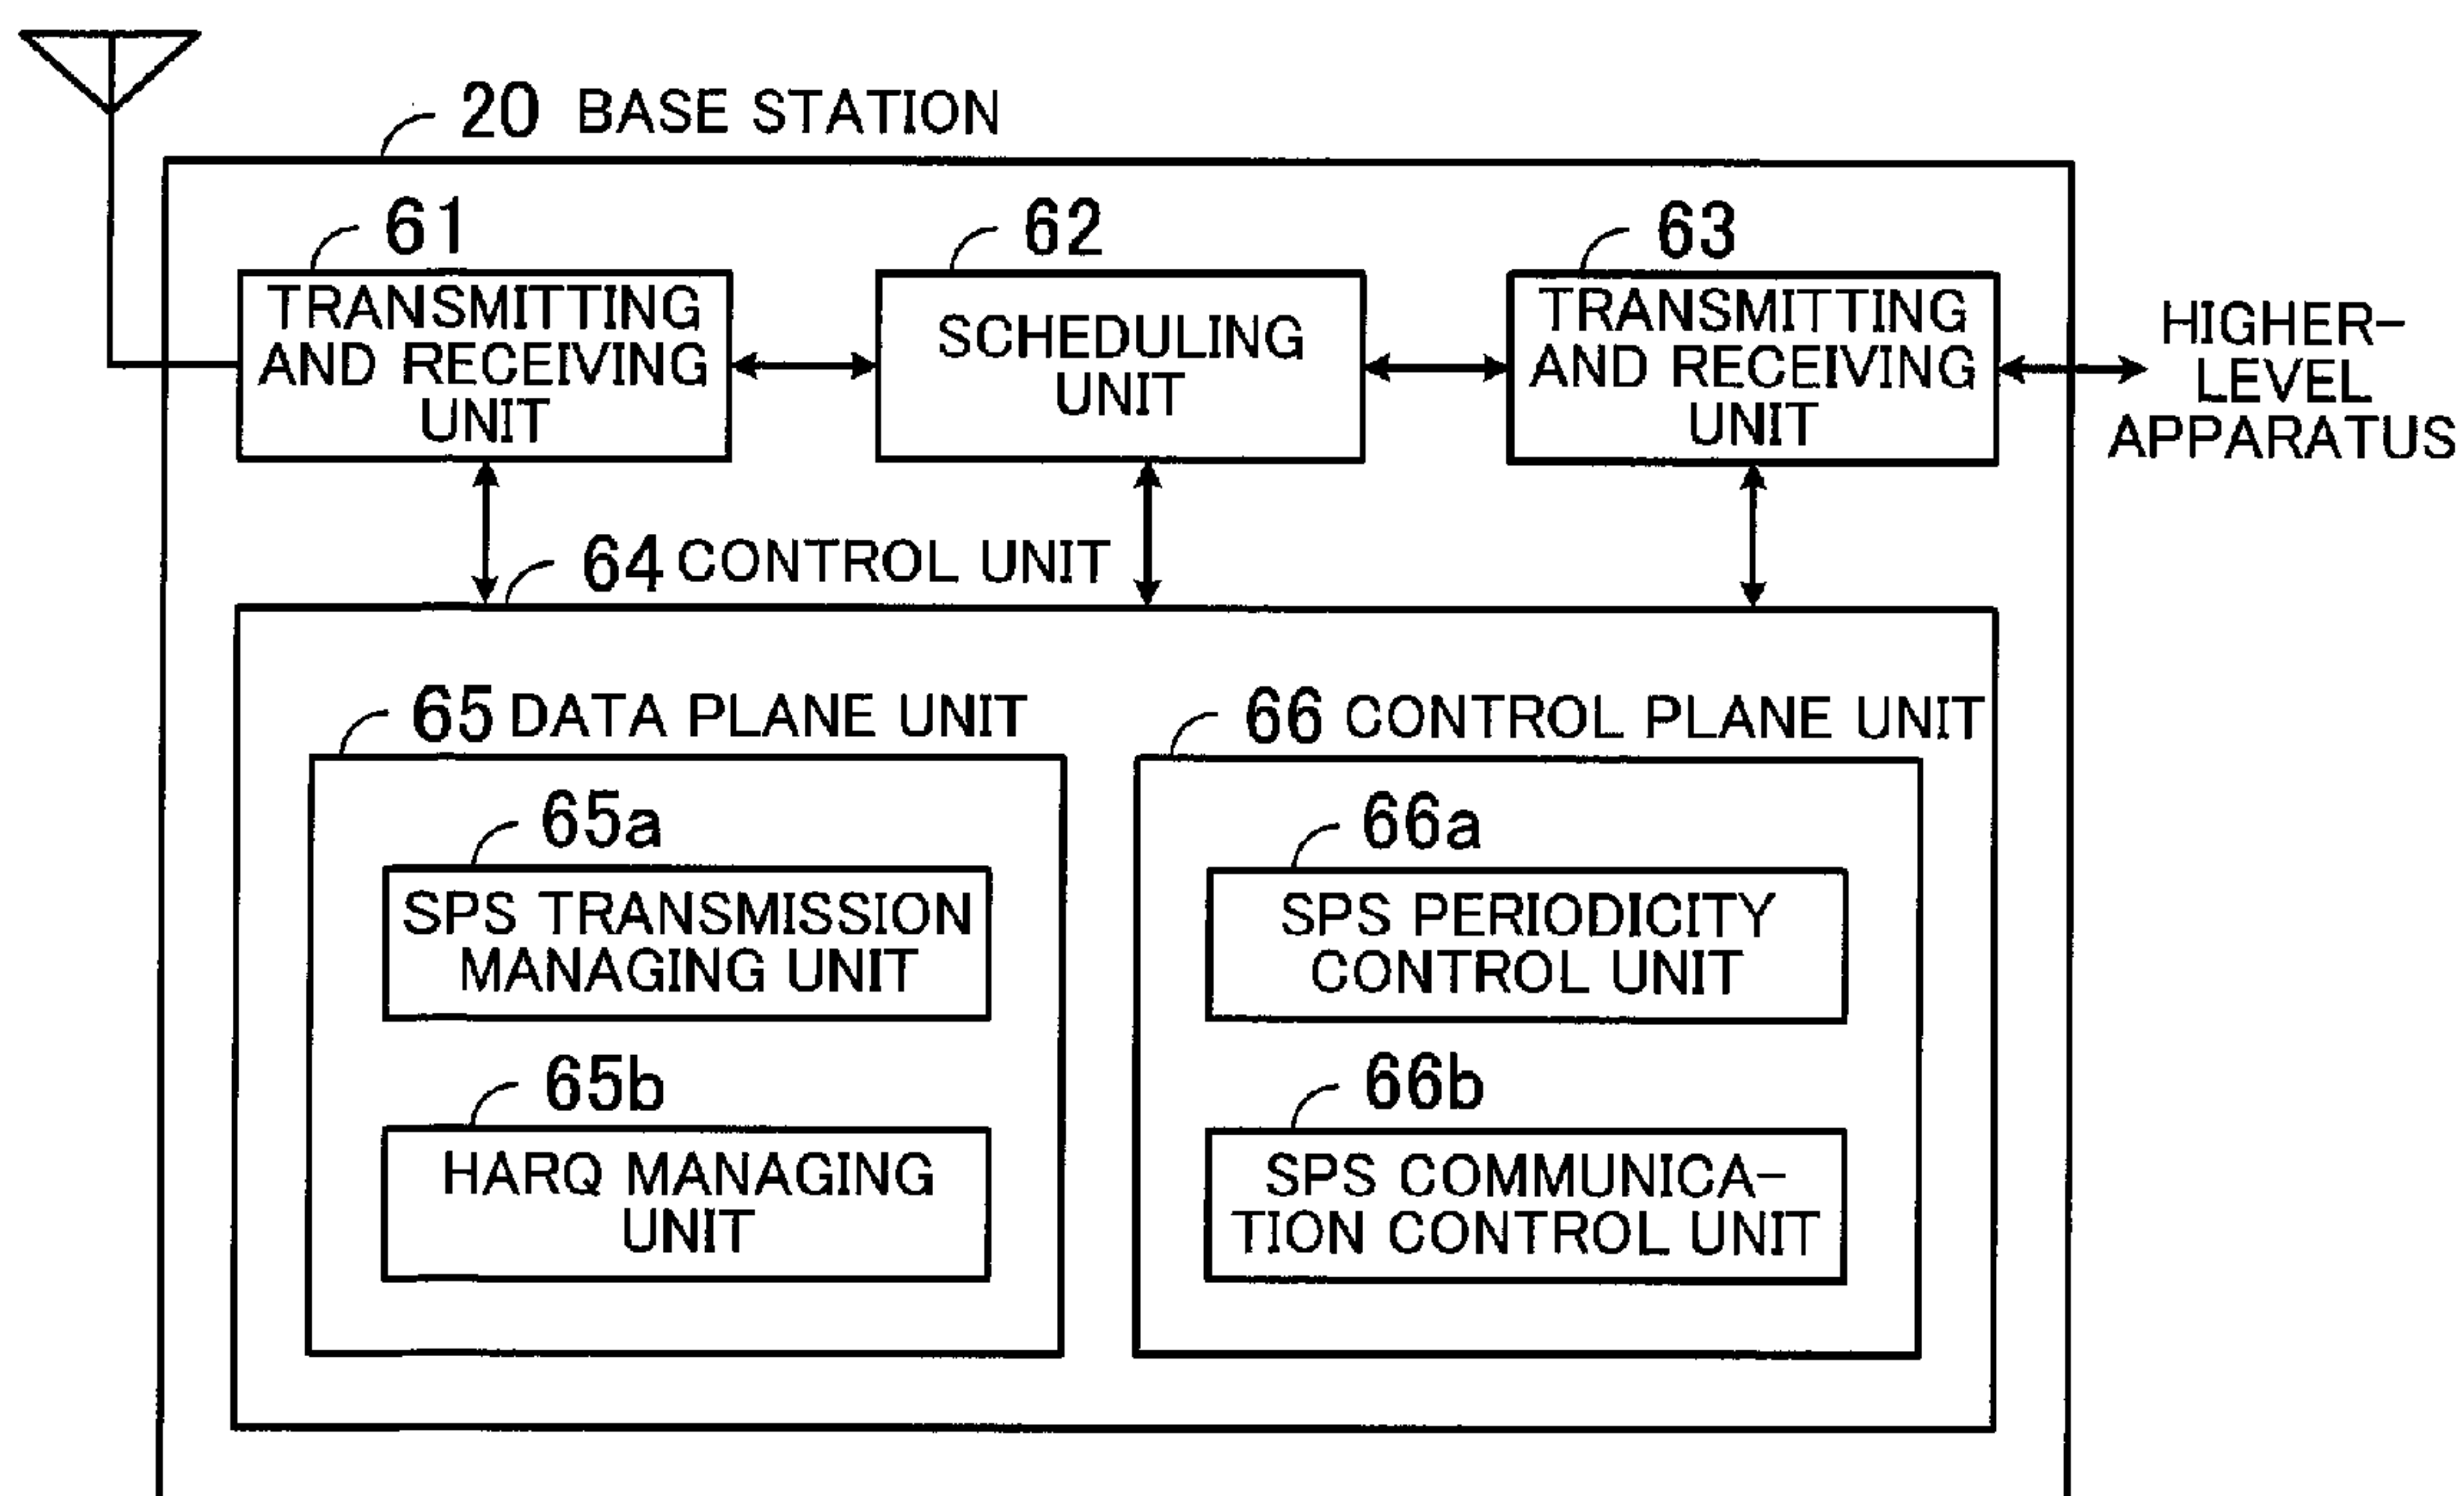 20 BASE STATION
61
TRANSMITTING
AND RECEIVING
UNIT
62
SCHEDULING
UNIT
63
TRANSMITTING
AND RECEIVING
UNIT
HIGHER-
LEVEL
APPARATUS
64 CONTROL UNIT
65 DATA PLANE UNIT
65a
SPS TRANSMISSION
MANAGING UNIT
65b
HARQ MANAGING
UNIT
66 CONTROL PLANE UNIT
66a
SPS PERIODICITY
CONTROL UNIT
66b
SPS COMMUNICA-
TION CONTROL UNIT